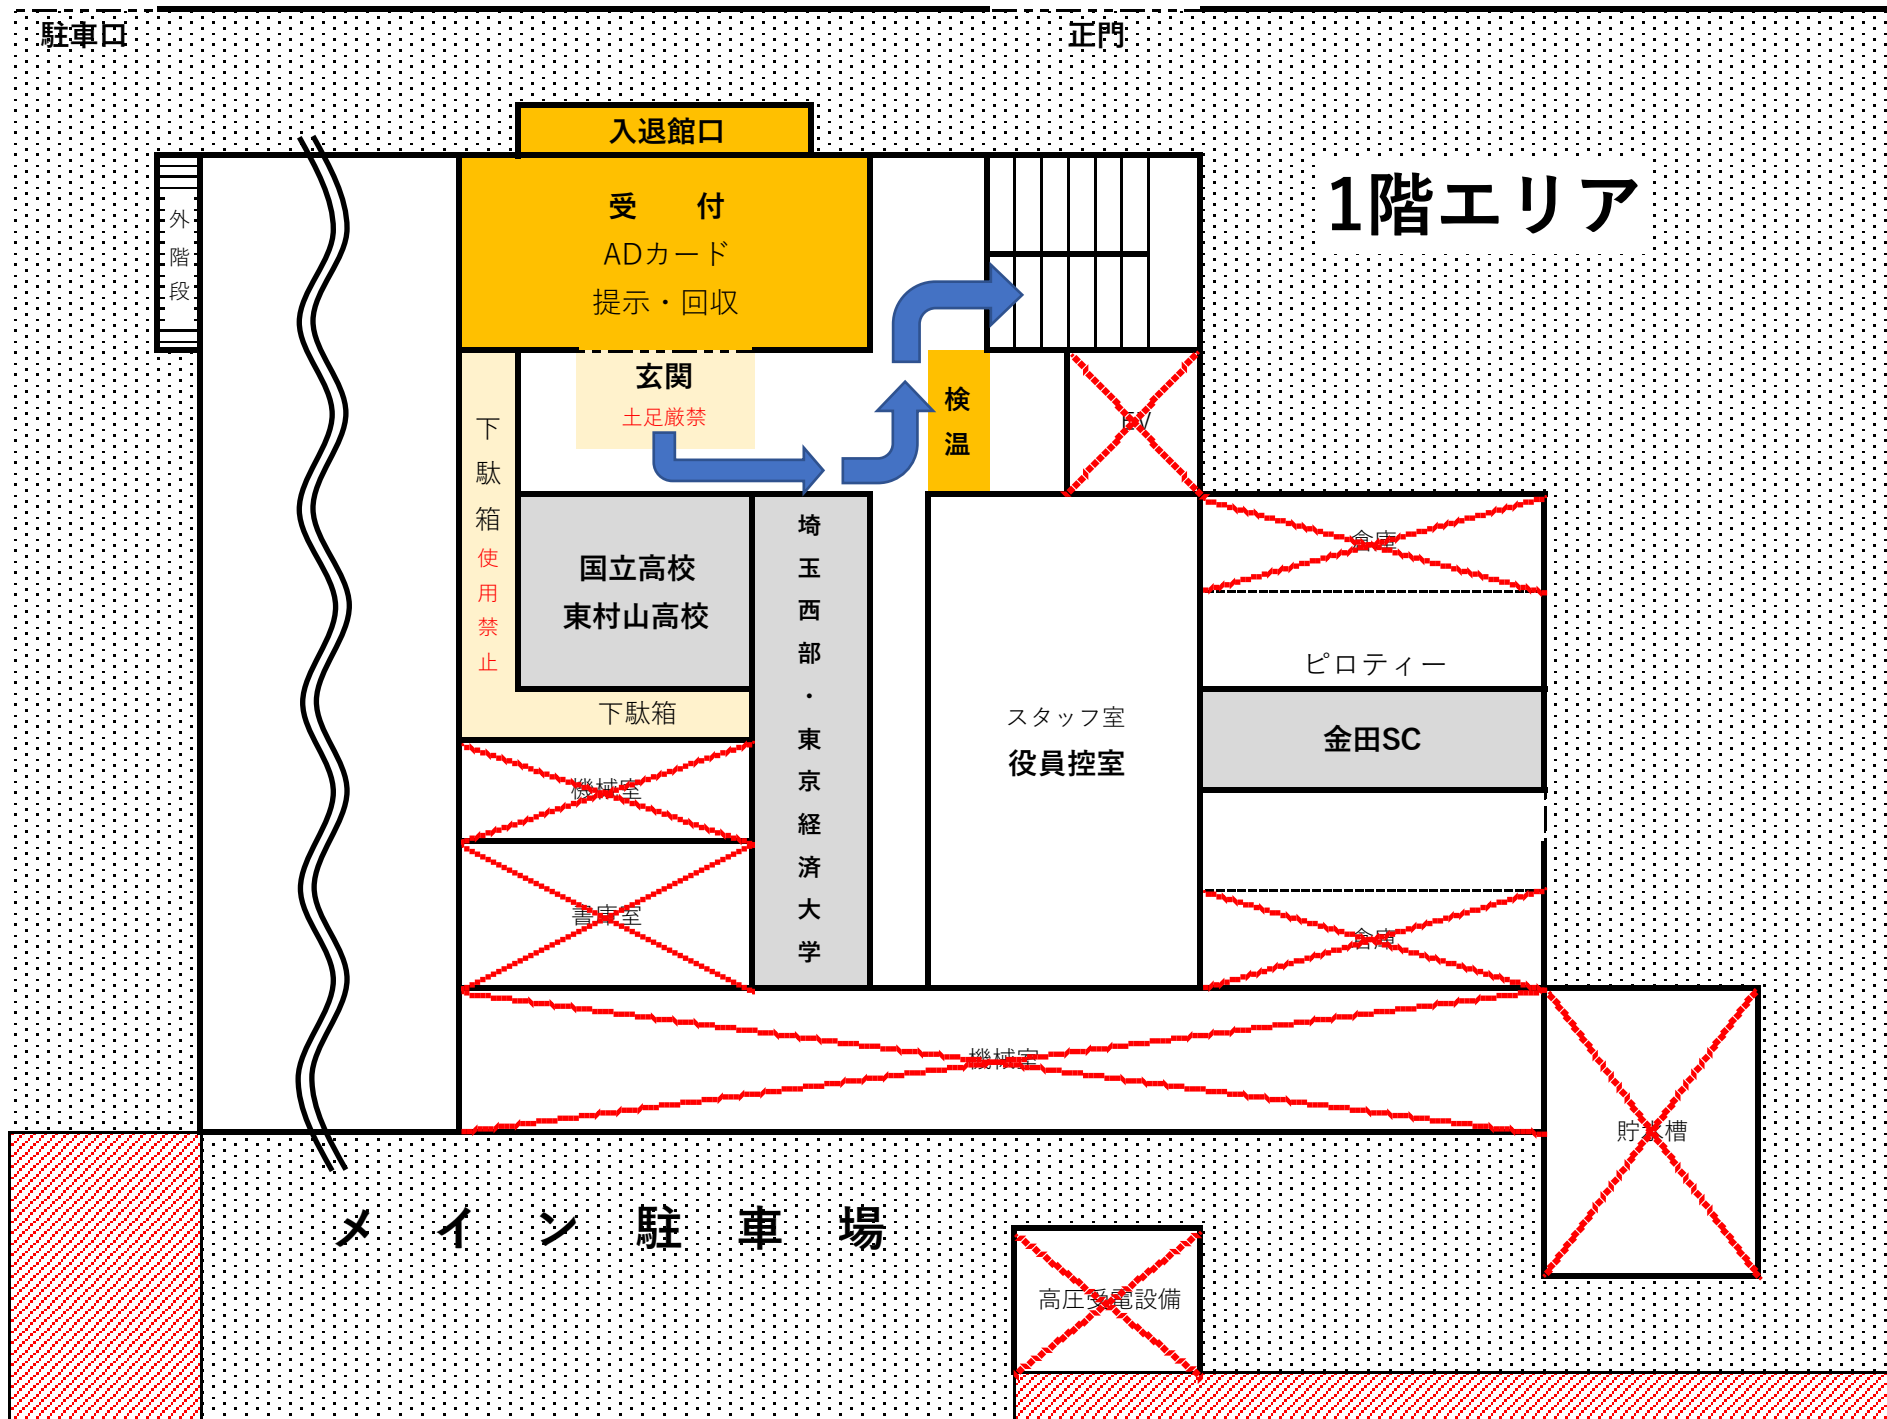 駐車口
正門
入退館口
1階エリア
受　付
ADカード
提示・回収
外階段
玄関
土足厳禁
検温
EV
下駄箱
使用禁止
国立高校
東村山高校
埼玉西部・東京経済大学
倉庫
ピロティー
下駄箱
スタッフ室
役員控室
金田SC
機械室
書庫室
倉庫
機械室
貯水槽
メイン駐車場
高圧受電設備